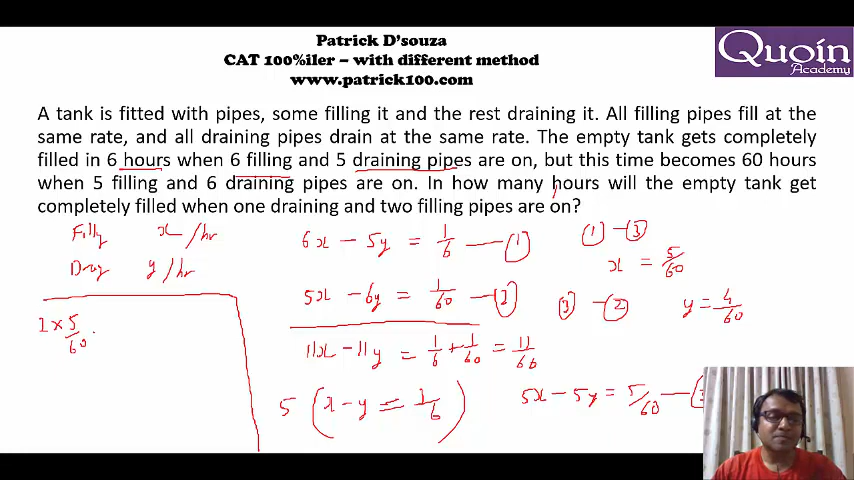 Patrick D'souza
CAT 100%iler – with different method
www.patrick100.com
Quoin
Academy
A tank is fitted with pipes, some filling it and the rest draining it. All filling pipes fill at the
same rate, and all draining pipes drain at the same rate. The empty tank gets completely
filled in 6 hours when 6 filling and 5 draining pipes are on, but this time becomes 60 hours
when 5 filling and 6 draining pipes are on. In how many hours will the empty tank get
completely filled when one draining and two filling pipes are on?
x /hr
y /hr
6x – 5y = 1/6 — 1
5x – 6y = 1/60 — 2
11x – 11y = 1/6 + 1/60 = 11/60
5 (x – y = 1/6)
5x – 5y = 5/60 —
1 – 3
x = 5/60
3 – 2
y = 4/60